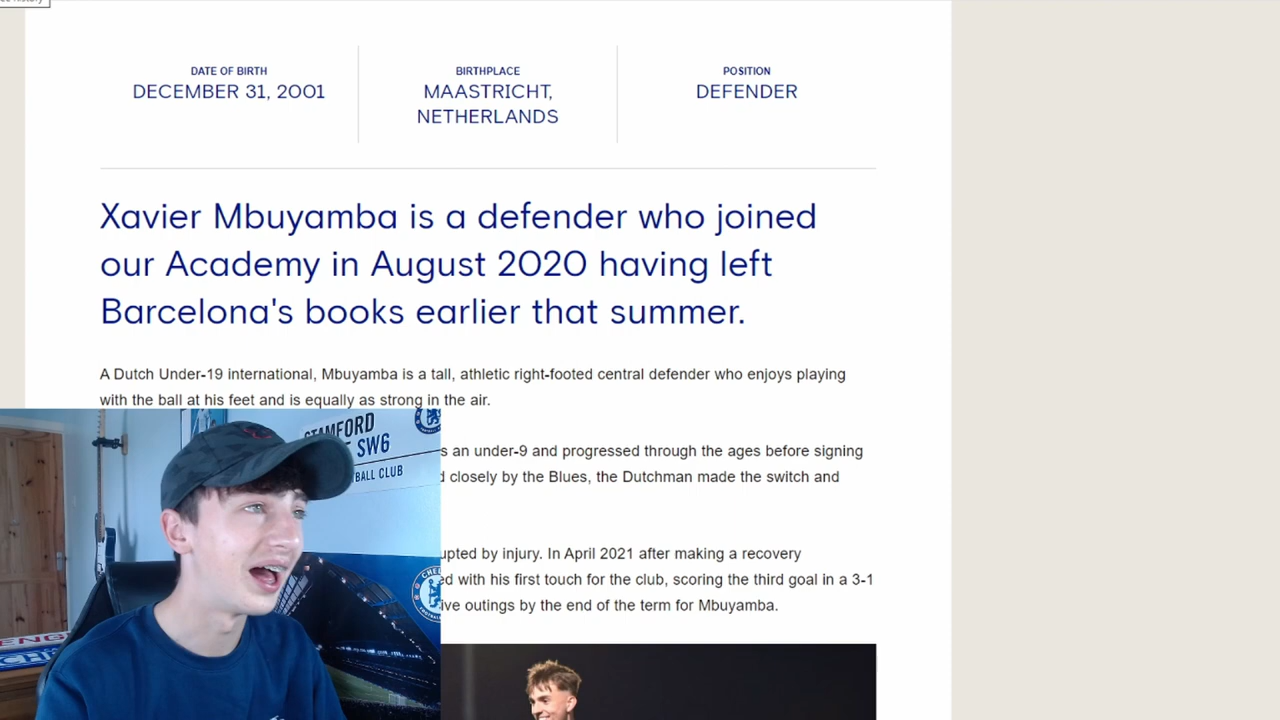 DATE OF BIRTH
DECEMBER 31, 2001
BIRTHPLACE
MAASTRICHT,
NETHERLANDS
POSITION
DEFENDER
Xavier Mbuyamba is a defender who joined
our Academy in August 2020 having left
Barcelona's books earlier that summer.
A Dutch Under-19 international, Mbuyamba is a tall, athletic right-footed central defender who enjoys playing
with the ball at his feet and is equally as strong in the air.
s an under-9 and progressed through the ages before signing
closely by the Blues, the Dutchman made the switch and
upted by injury. In April 2021 after making a recovery
ed with his first touch for the club, scoring the third goal in a 3-1
ive outings by the end of the term for Mbuyamba.
STAMFORD
SW6
BALL CLUB